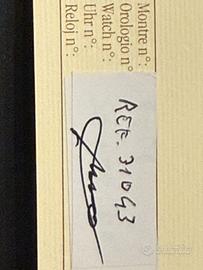 Montre n°:
Orologio n°:
Watch n°:
Uhr n°:
Reloj n°:
REF. 31043